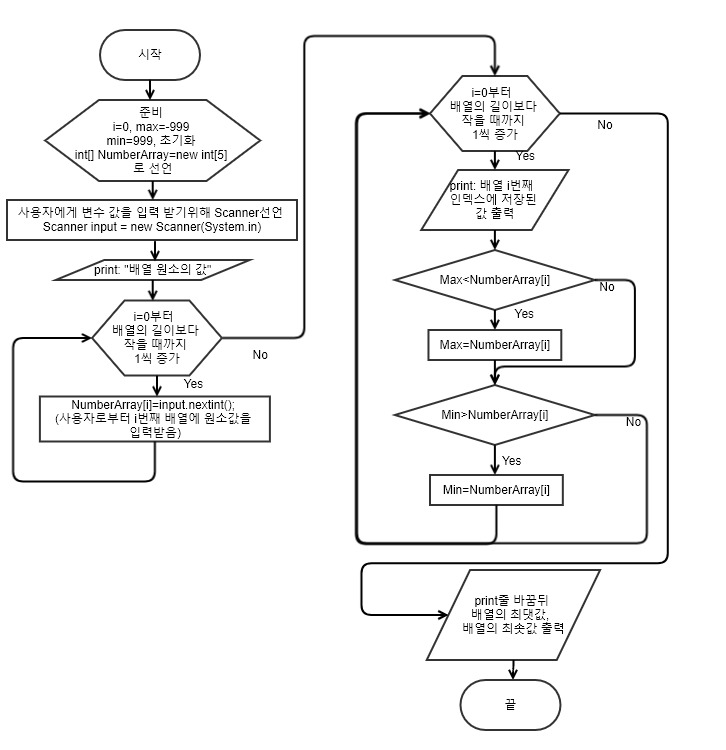 시작
준비
i=0, max=-999
min=999, 초기화
int[] NumberArray=new int[5]
로 선언
사용자에게 변수 값을 입력 받기위해 Scanner선언
Scanner input = new Scanner(System.in)
print: "배열 원소의 값"
i=0부터
배열의 길이보다
작을 때까지
1씩 증가
No
Yes
NumberArray[i]=input.nextint();
(사용자로부터 i번째 배열에 원소값을
입력받음)
i=0부터
배열의 길이보다
작을 때까지
1씩 증가
No
Yes
print: 배열 i번째
인덱스에 저장된
값 출력
Max<NumberArray[i]
No
Yes
Max=NumberArray[i]
Min>NumberArray[i]
No
Yes
Min=NumberArray[i]
print줄 바꿈뒤
배열의 최댓값,
배열의 최솟값 출력
끝